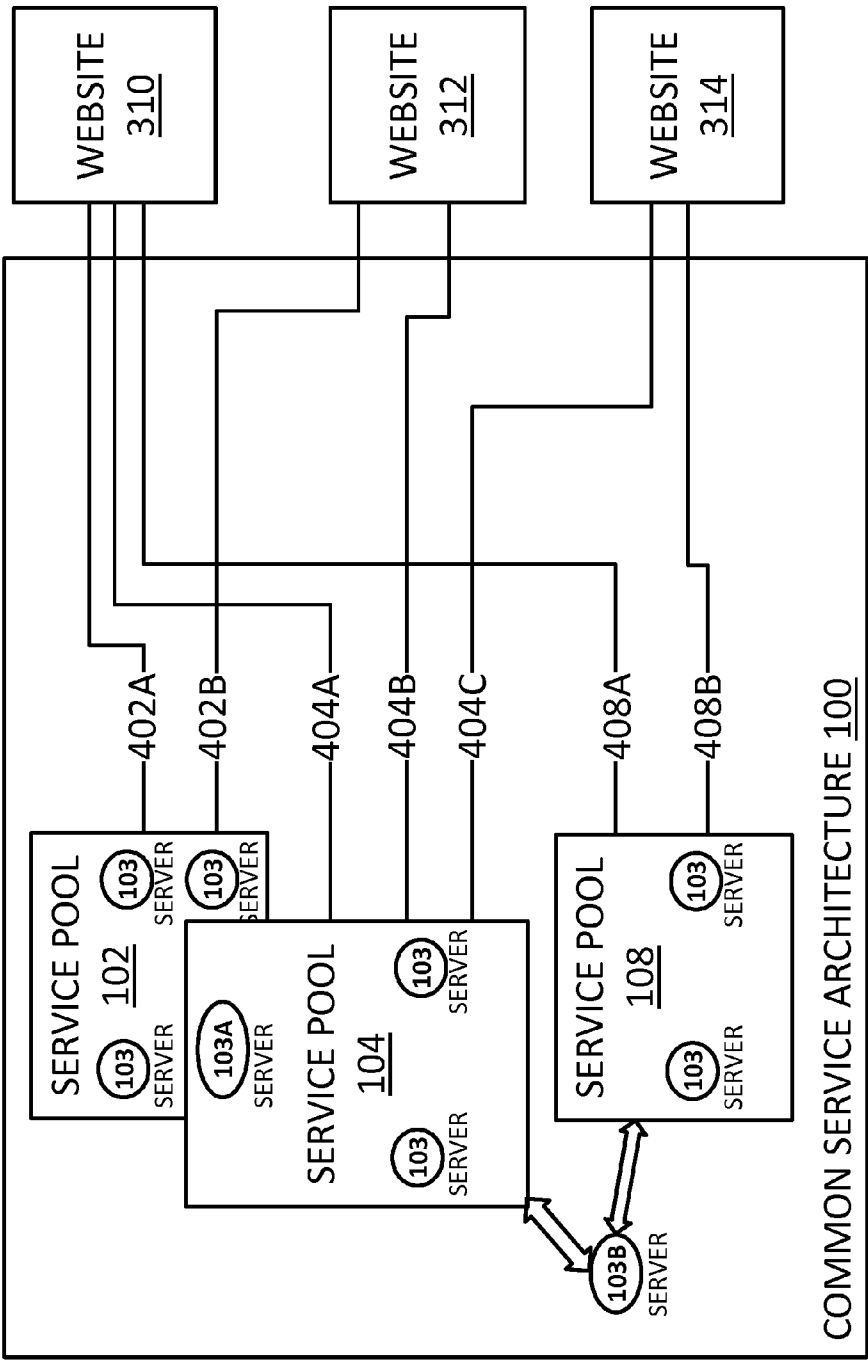 WEBSITE
310
WEBSITE
312
WEBSITE
314
402A
402B
404A
404B
404C
408A
408B
SERVICE POOL
102
103
SERVER
103
SERVER
103
SERVER
SERVICE POOL
104
103A
SERVER
103
SERVER
103
SERVER
SERVICE POOL
108
103
SERVER
103
SERVER
103B
SERVER
COMMON SERVICE ARCHITECTURE 100